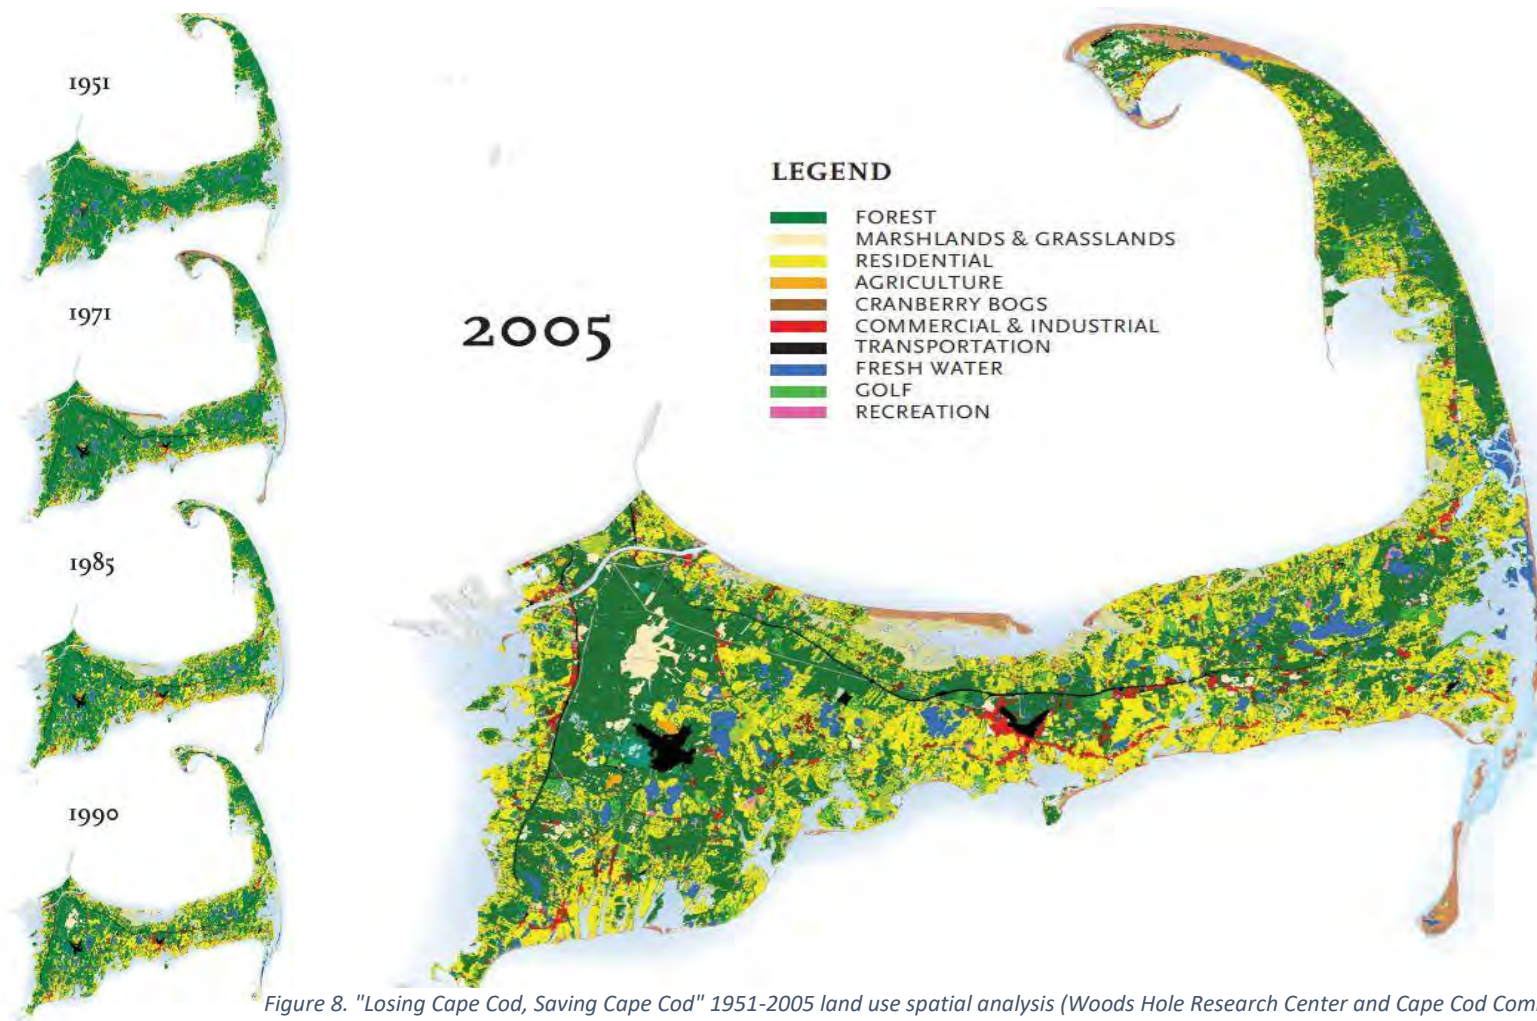 1951
1971
1985
1990
2005
LEGEND
FOREST
MARSHLANDS & GRASSLANDS
RESIDENTIAL
AGRICULTURE
CRANBERRY BOGS
COMMERCIAL & INDUSTRIAL
TRANSPORTATION
FRESH WATER
GOLF
RECREATION
Figure 8. "Losing Cape Cod, Saving Cape Cod" 1951-2005 land use spatial analysis (Woods Hole Research Center and Cape Cod Com